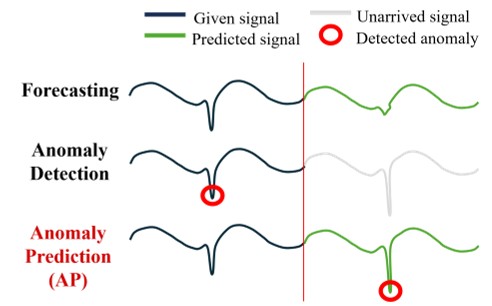 Given signal
Unarrived signal
Predicted signal
Detected anomaly
Forecasting
Anomaly
Detection
Anomaly
Prediction
(AP)